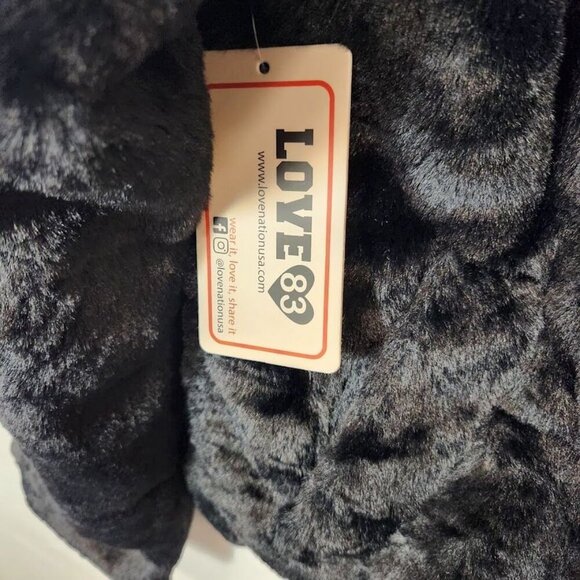 LOVE 83
www.lovenationusa.com
wear it, love it, share it
@lovenationusa